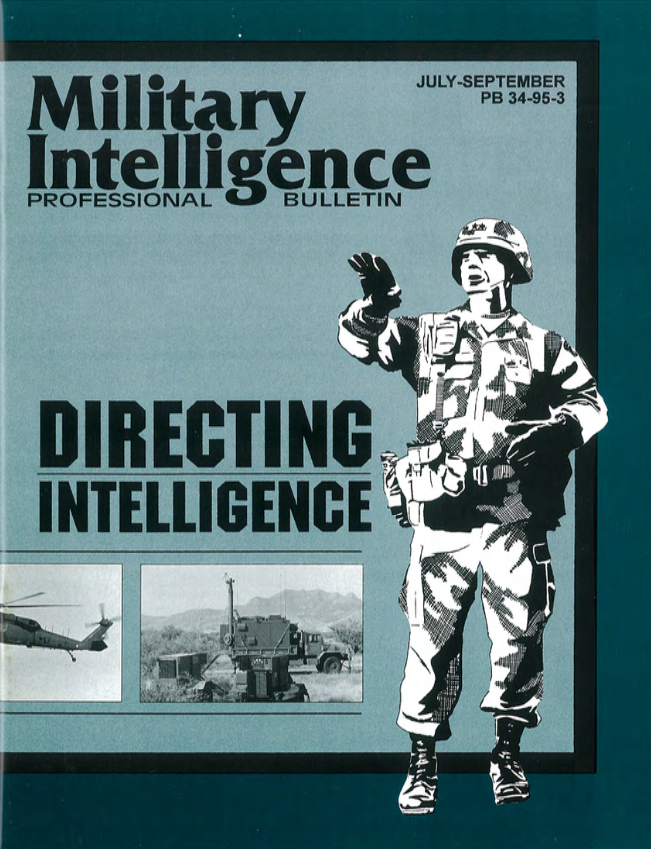 Military
Intelligence
PROFESSIONAL BULLETIN
JULY-SEPTEMBER
PB 34-95-3
DIRECTING
INTELLIGENCE